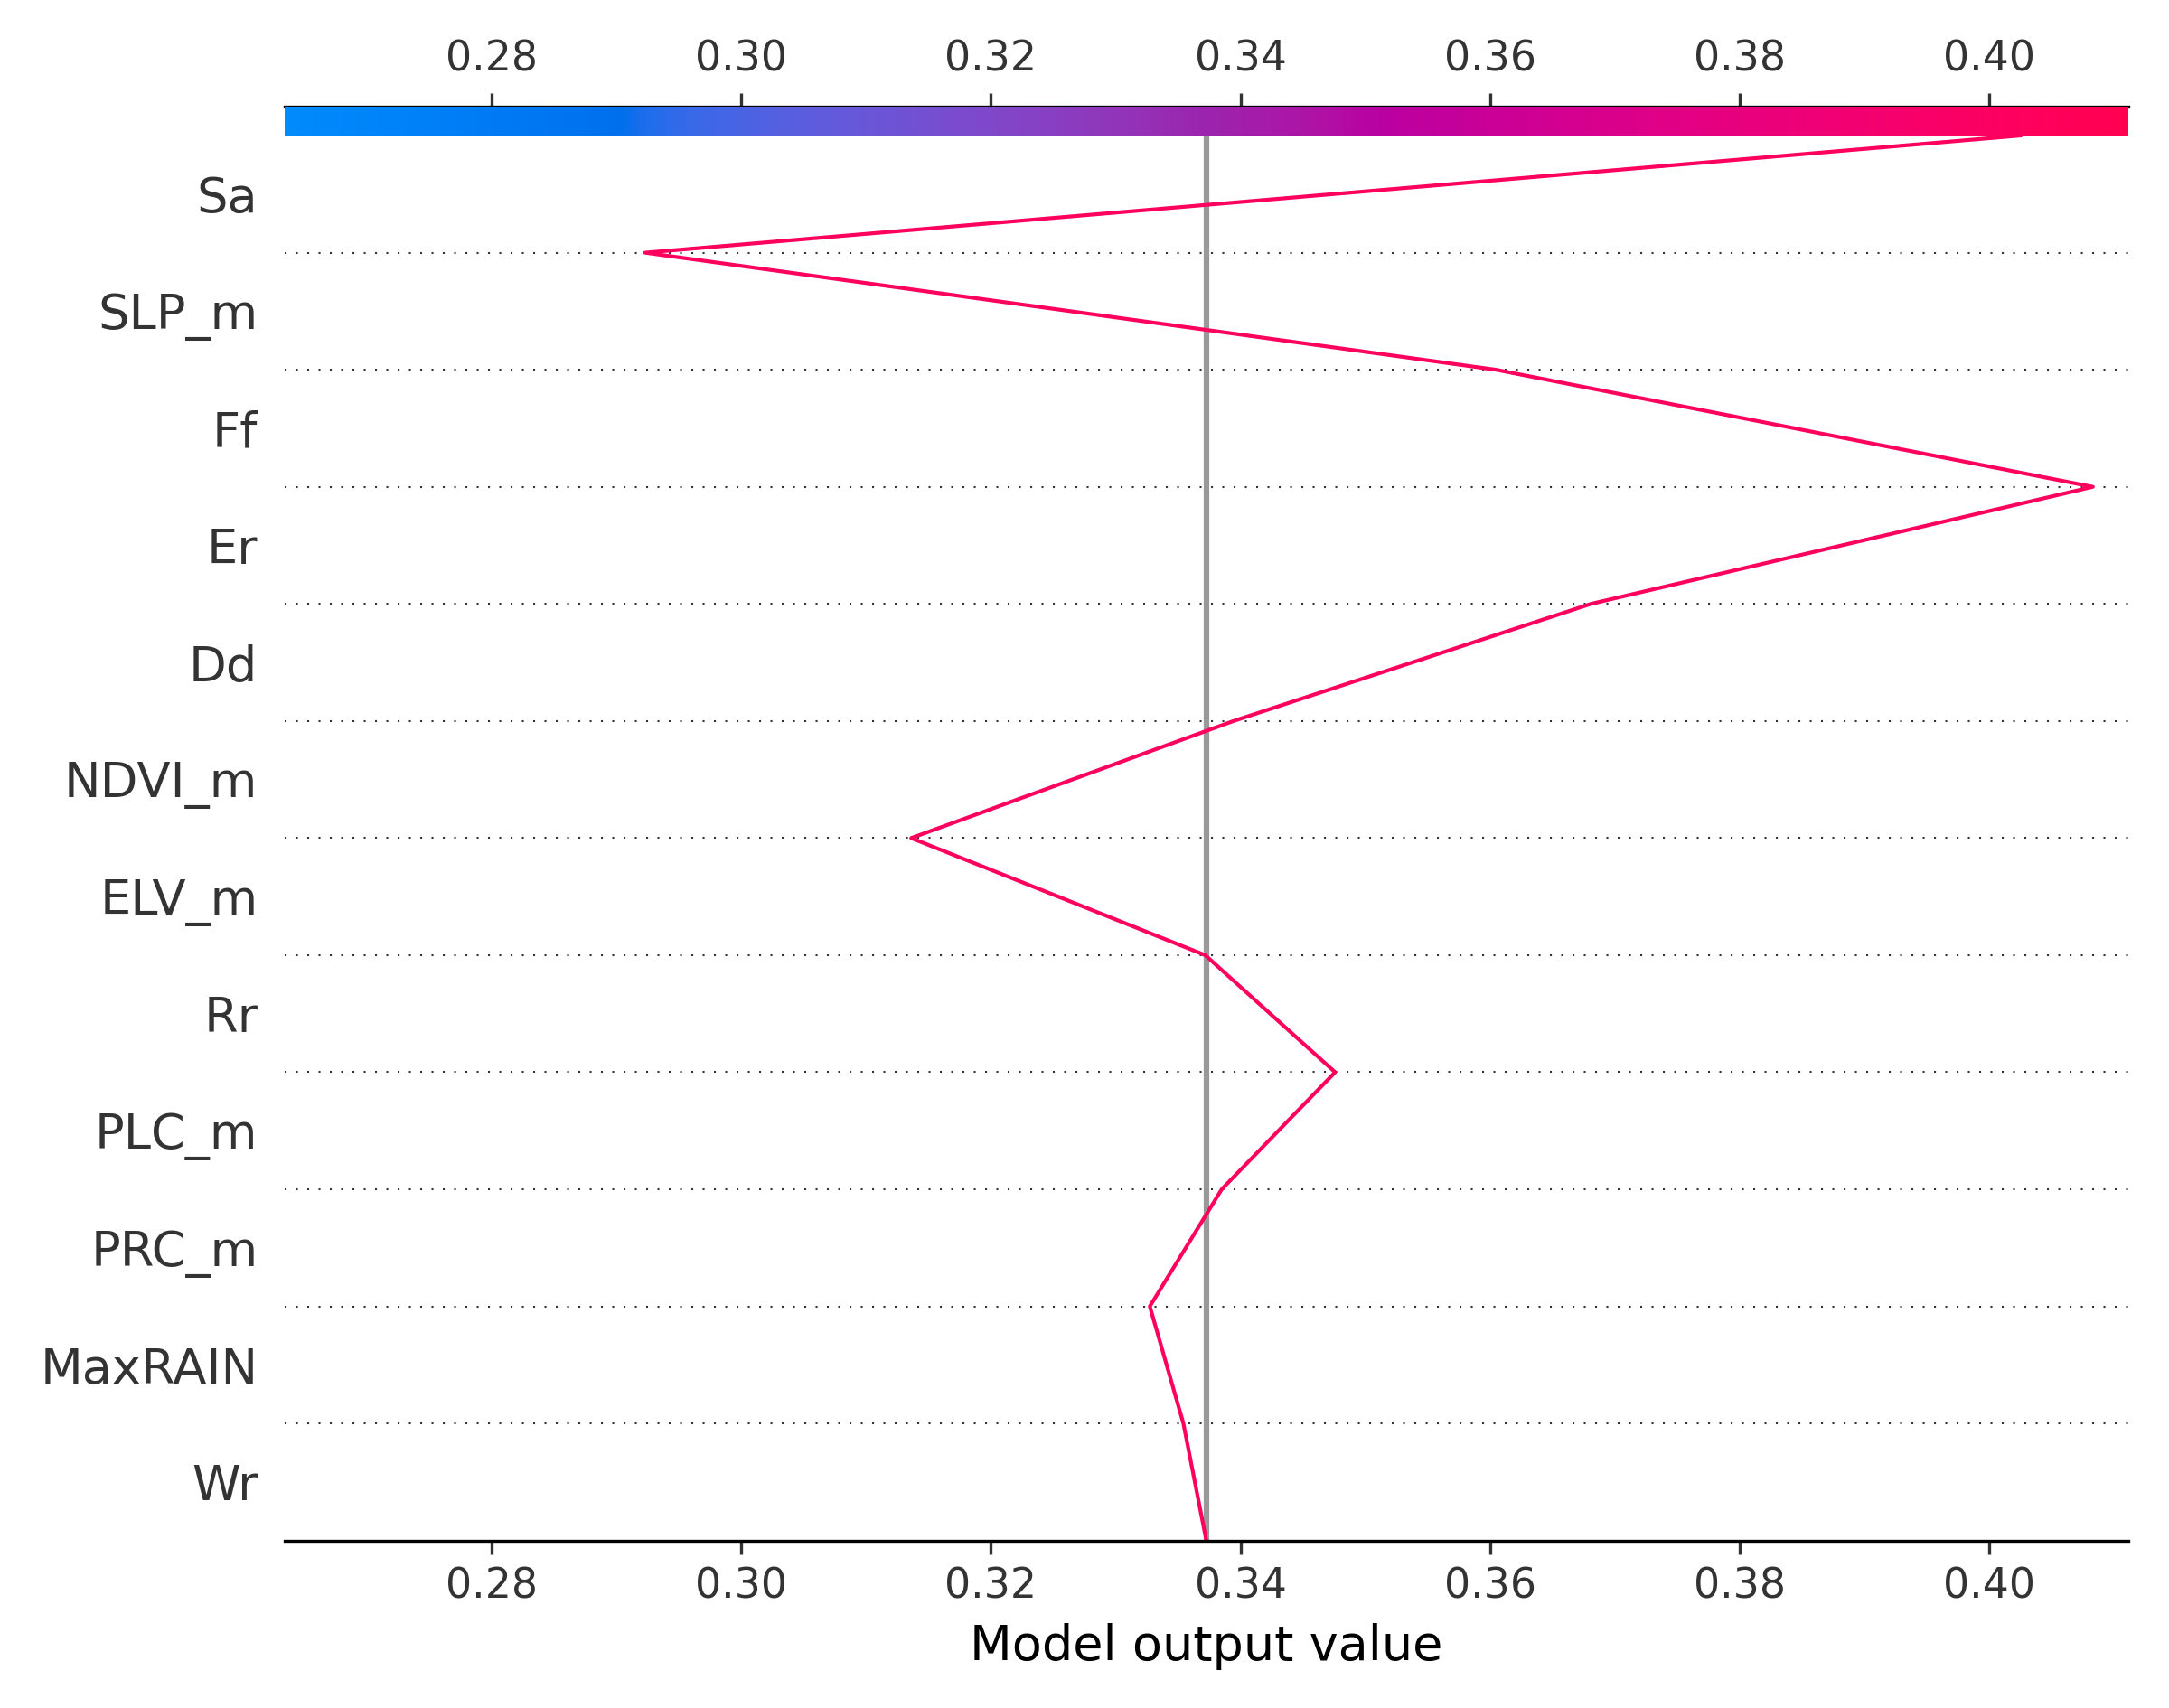 0.28 0.30 0.32 0.34 0.36 0.38 0.40
Sa
SLP_m
Ff
Er
Dd
NDVI_m
ELV_m
Rr
PLC_m
PRC_m
MaxRAIN
Wr
0.28 0.30 0.32 0.34 0.36 0.38 0.40
Model output value